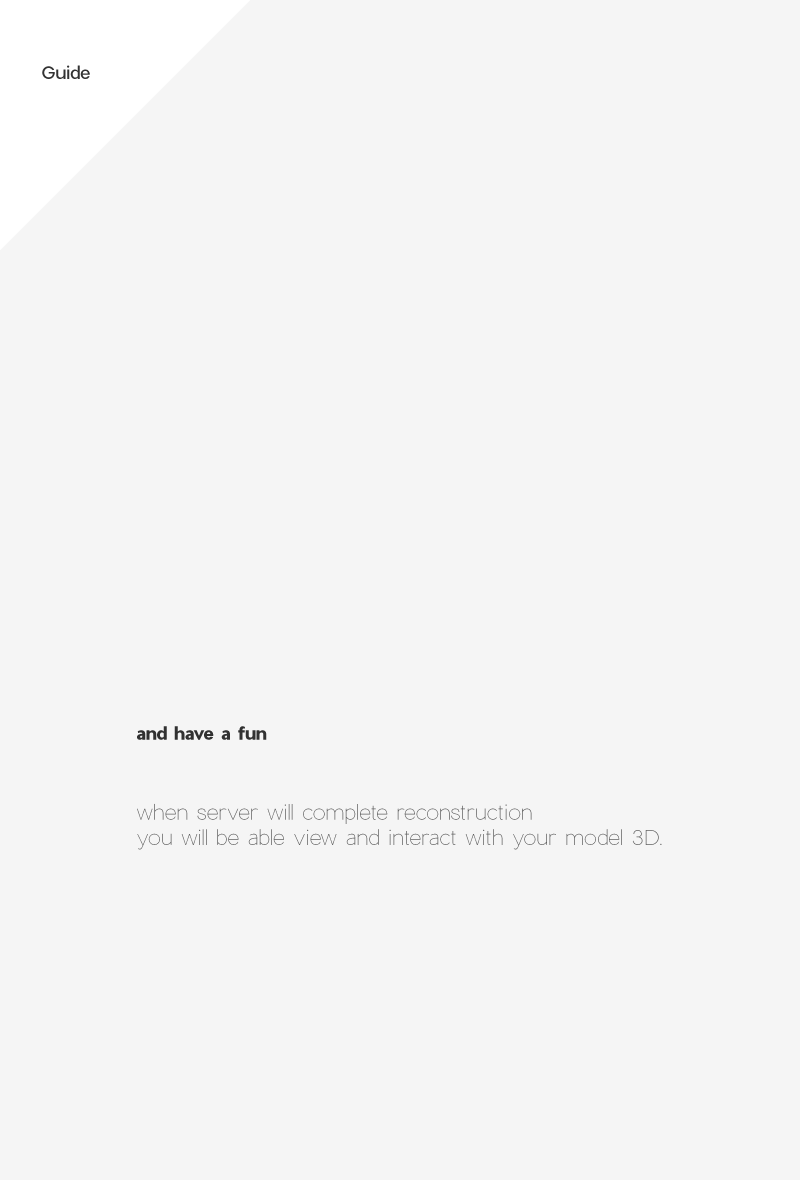 Guide
and have a fun
when server will complete reconstruction
you will be able view and interact with your model 3D.